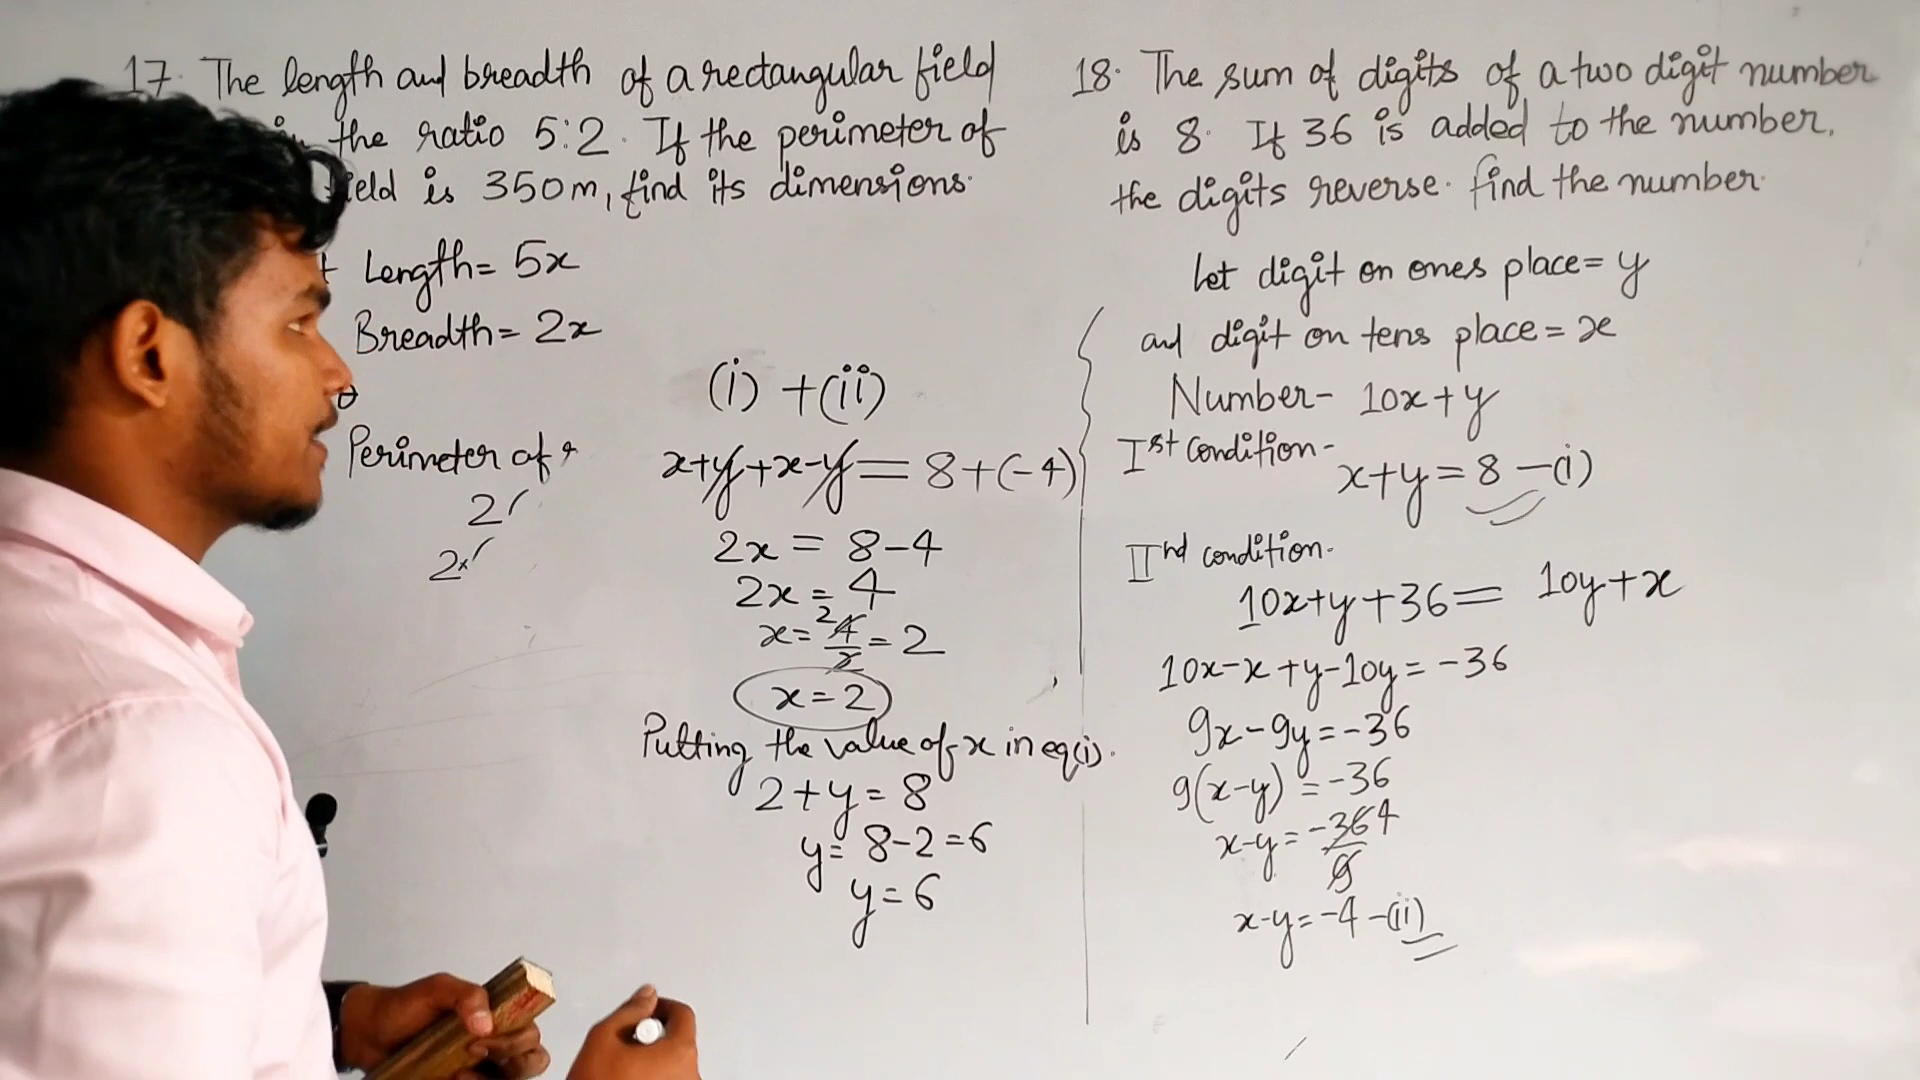 17. The length and breadth of a rectangular field
in the ratio 5:2. If the perimeter of
field is 350m, find its dimensions.
Length = 5x
Breadth = 2x
Perimeter of
2(
2x
(i) + (ii)
x+y+x-y = 8+(-4)
2x = 8-4
2x = 4
x = 4/2 = 2
x = 2
Putting the value of x in eq(i).
2+y = 8
y = 8-2 = 6
y = 6
18. The sum of digits of a two digit number
is 8. If 36 is added to the number,
the digits reverse. find the number.
Let digit on ones place = y
and digit on tens place = x
Number - 10x+y
Ist condition -
x+y = 8 -(i)
IInd condition -
10x+y+36 = 10y+x
10x-x+y-10y = -36
9x-9y = -36
9(x-y) = -36
x-y = -36/9 4
x-y = -4 -(ii)